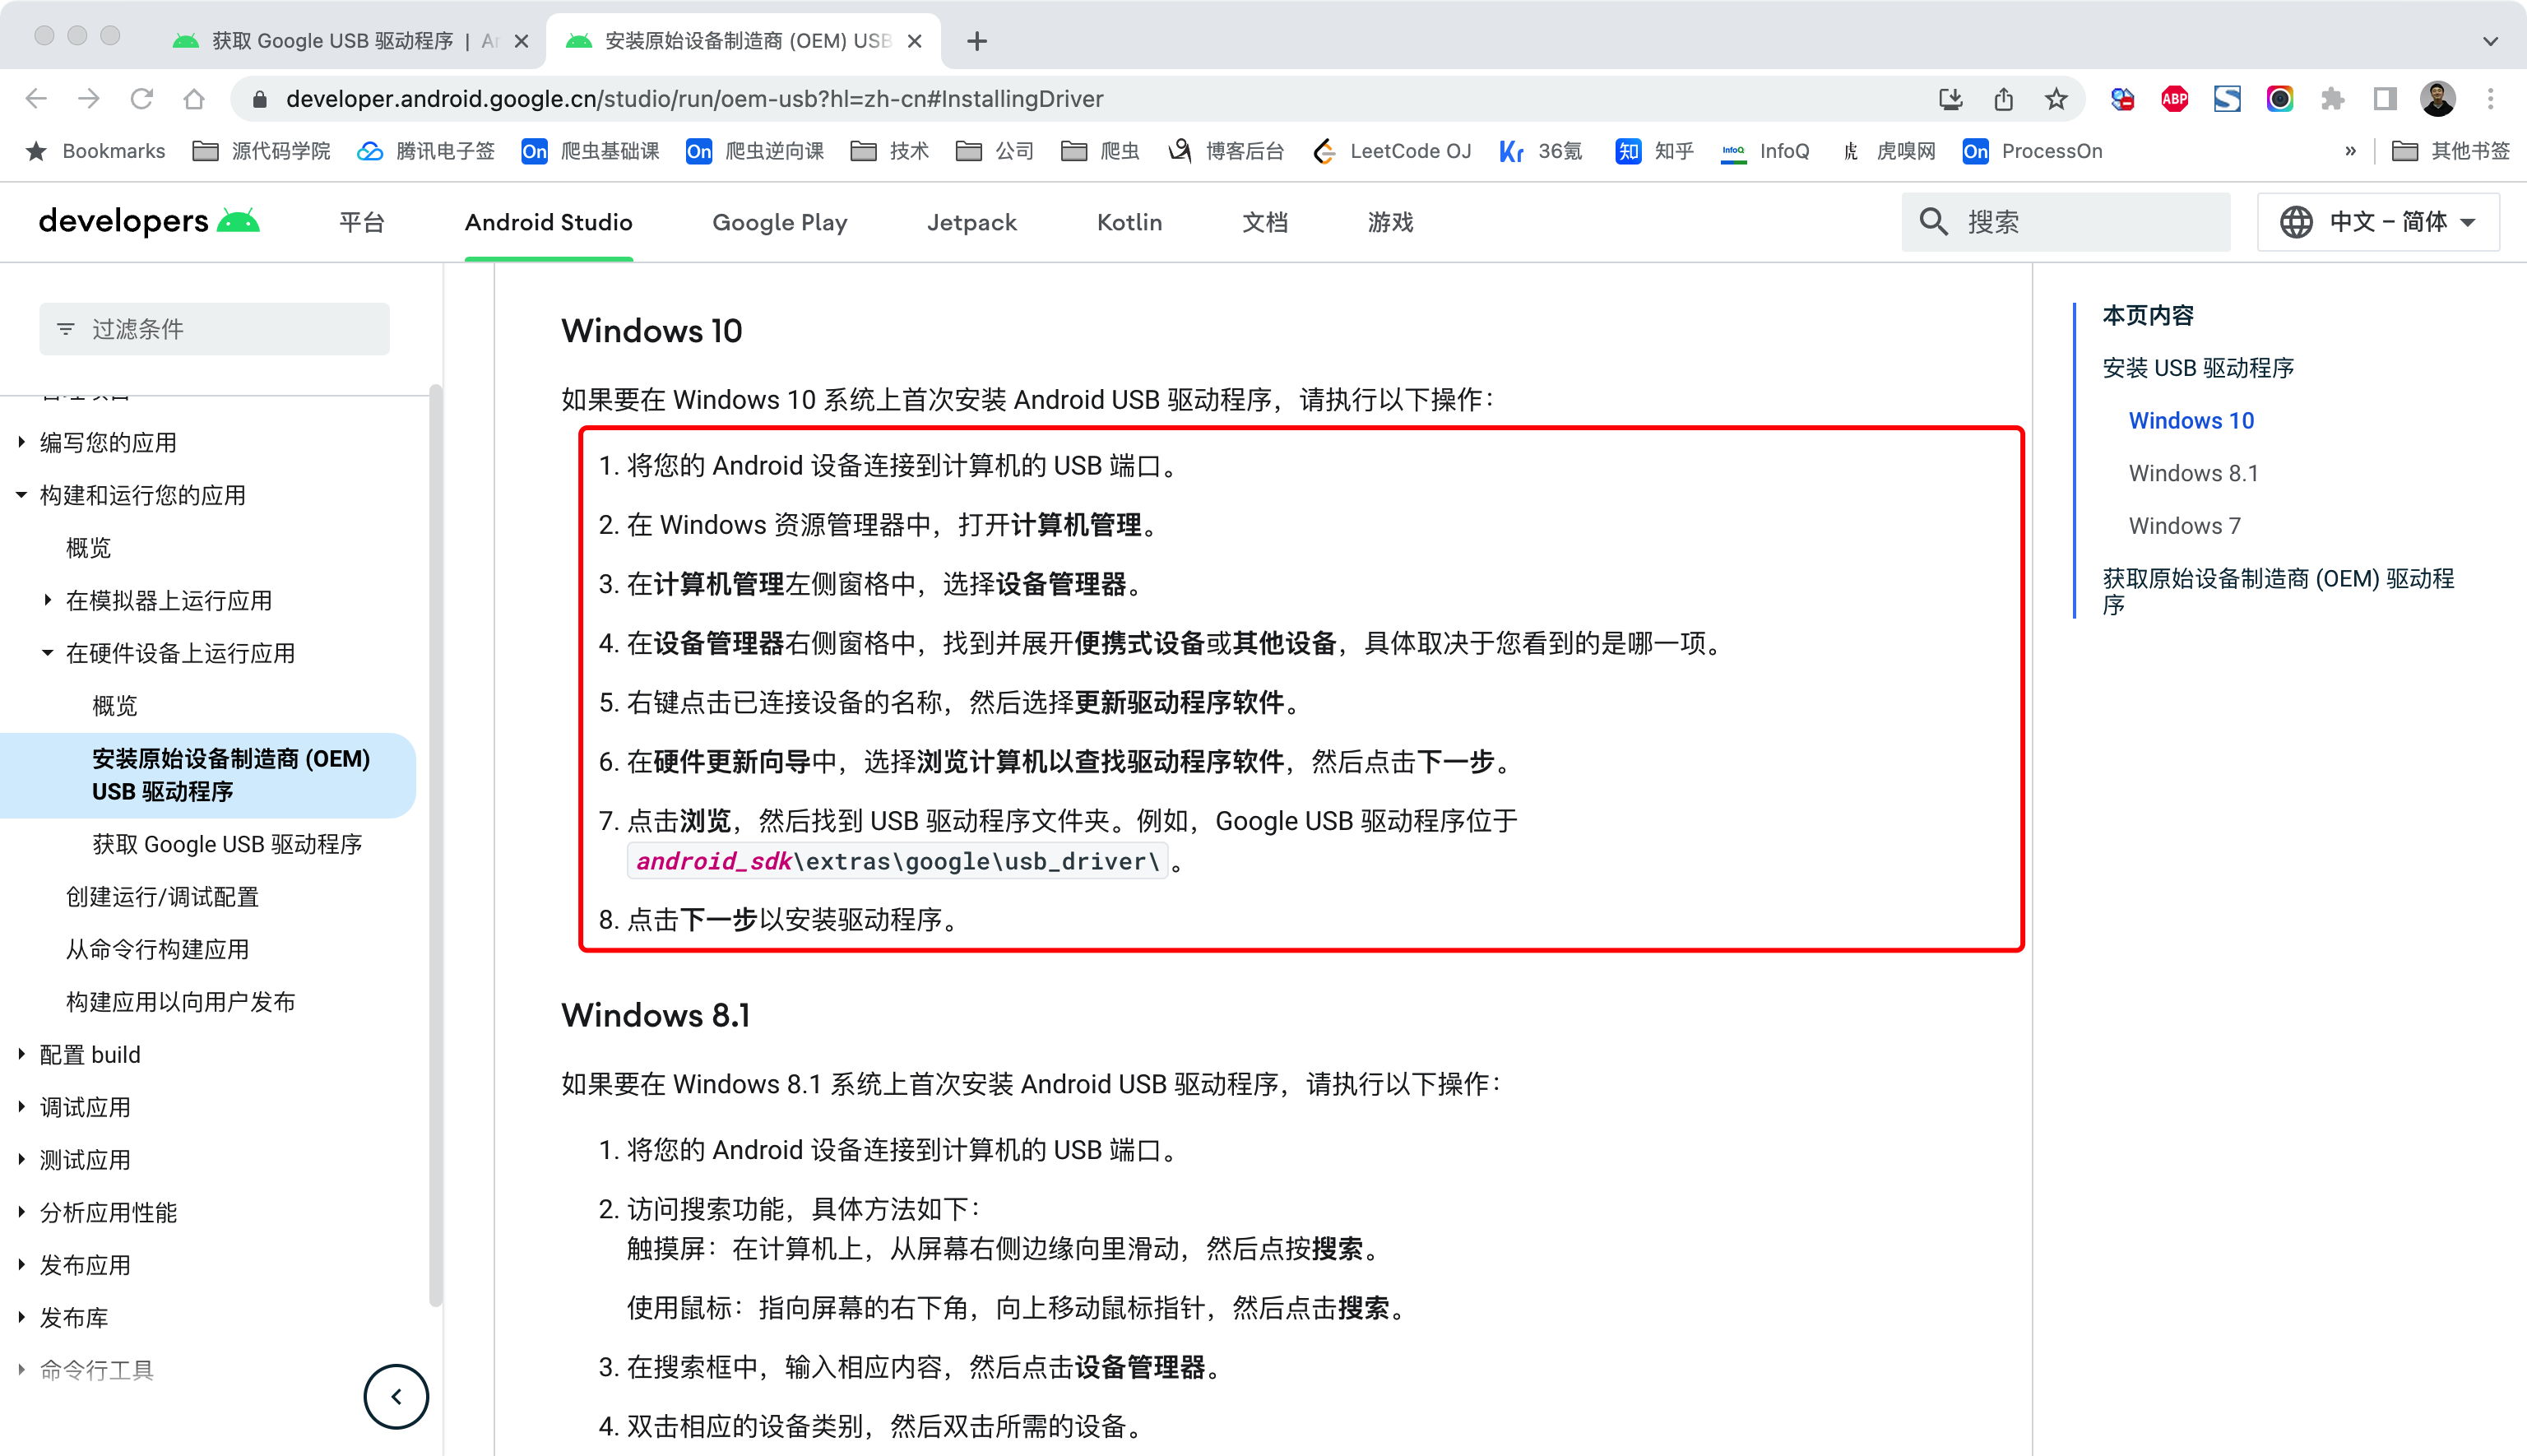 获取 Google USB 驱动程序 | Ar
安装原始设备制造商 (OEM) USB
developer.android.google.cn/studio/run/oem-usb?hl=zh-cn#InstallingDriver
ABP
Bookmarks 源代码学院 腾讯电子签 On 爬虫基础课 On 爬虫逆向课 技术 公司 爬虫 博客后台 LeetCode OJ Kr 36氪 知 知乎 InfoQ InfoQ 虎 虎嗅网 On ProcessOn » 其他书签
developers 平台 Android Studio Google Play Jetpack Kotlin 文档 游戏 搜索 中文 – 简体
过滤条件
编写您的应用
构建和运行您的应用
概览
在模拟器上运行应用
在硬件设备上运行应用
概览
安装原始设备制造商 (OEM)
USB 驱动程序
获取 Google USB 驱动程序
创建运行/调试配置
从命令行构建应用
构建应用以向用户发布
配置 build
调试应用
测试应用
分析应用性能
发布应用
发布库
命令行工具
Windows 10
如果要在 Windows 10 系统上首次安装 Android USB 驱动程序，请执行以下操作：
1. 将您的 Android 设备连接到计算机的 USB 端口。
2. 在 Windows 资源管理器中，打开计算机管理。
3. 在计算机管理左侧窗格中，选择设备管理器。
4. 在设备管理器右侧窗格中，找到并展开便携式设备或其他设备，具体取决于您看到的是哪一项。
5. 右键点击已连接设备的名称，然后选择更新驱动程序软件。
6. 在硬件更新向导中，选择浏览计算机以查找驱动程序软件，然后点击下一步。
7. 点击浏览，然后找到 USB 驱动程序文件夹。例如，Google USB 驱动程序位于
android_sdk\extras\google\usb_driver\ 。
8. 点击下一步以安装驱动程序。
Windows 8.1
如果要在 Windows 8.1 系统上首次安装 Android USB 驱动程序，请执行以下操作：
1. 将您的 Android 设备连接到计算机的 USB 端口。
2. 访问搜索功能，具体方法如下：
触摸屏：在计算机上，从屏幕右侧边缘向里滑动，然后点按搜索。
使用鼠标：指向屏幕的右下角，向上移动鼠标指针，然后点击搜索。
3. 在搜索框中，输入相应内容，然后点击设备管理器。
4. 双击相应的设备类别，然后双击所需的设备。
本页内容
安装 USB 驱动程序
Windows 10
Windows 8.1
Windows 7
获取原始设备制造商 (OEM) 驱动程
序